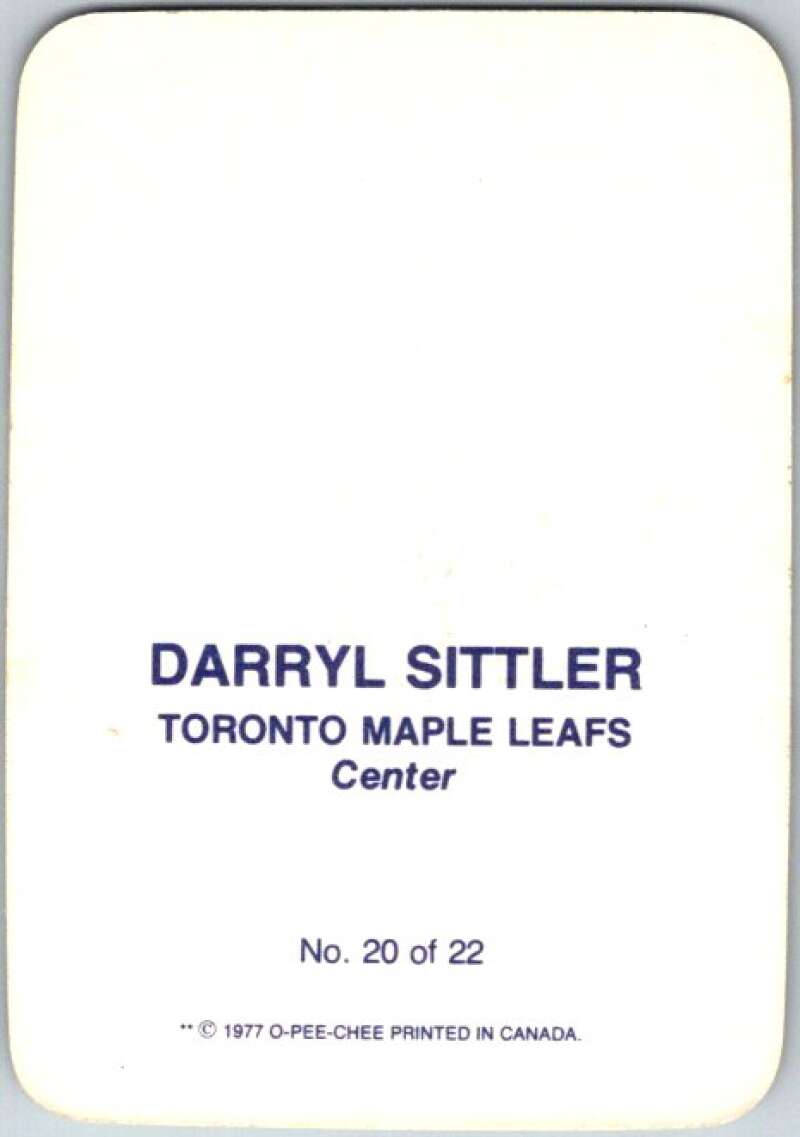 DARRYL SITTLER
TORONTO MAPLE LEAFS
Center
No. 20 of 22
** © 1977 O-PEE-CHEE PRINTED IN CANADA.